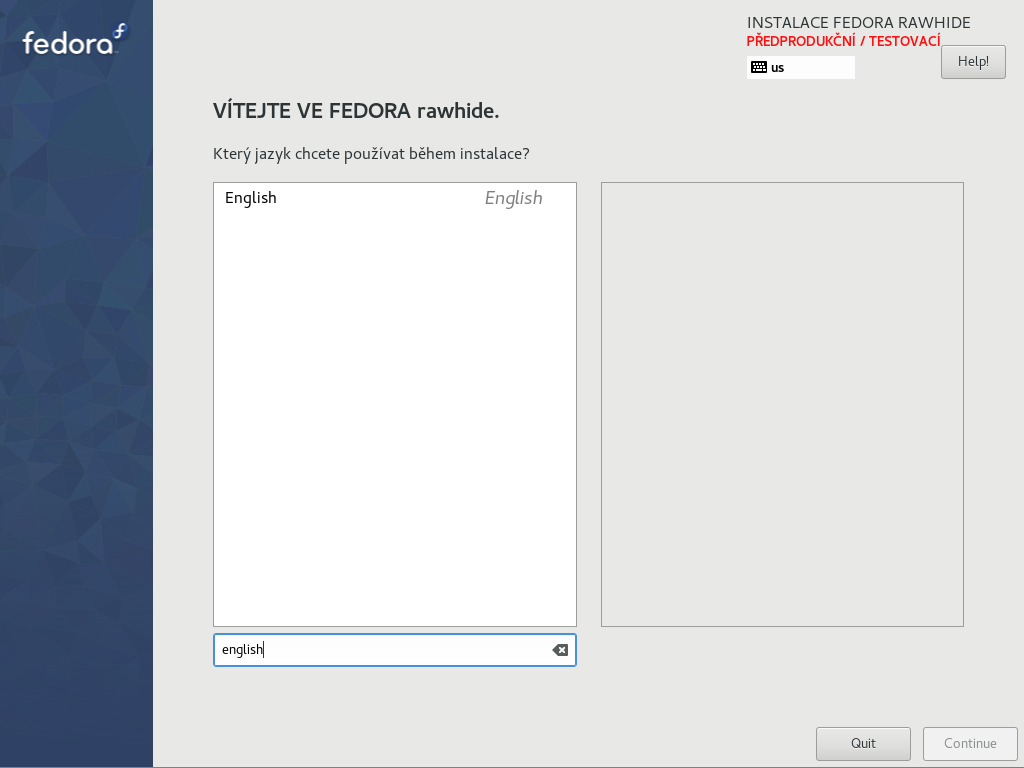 fedora
INSTALACE FEDORA RAWHIDE
PŘEDPRODUKČNÍ / TESTOVACÍ
us
Help!
VÍTEJTE VE FEDORA rawhide.
Který jazyk chcete používat během instalace?
English English
english
Quit Continue